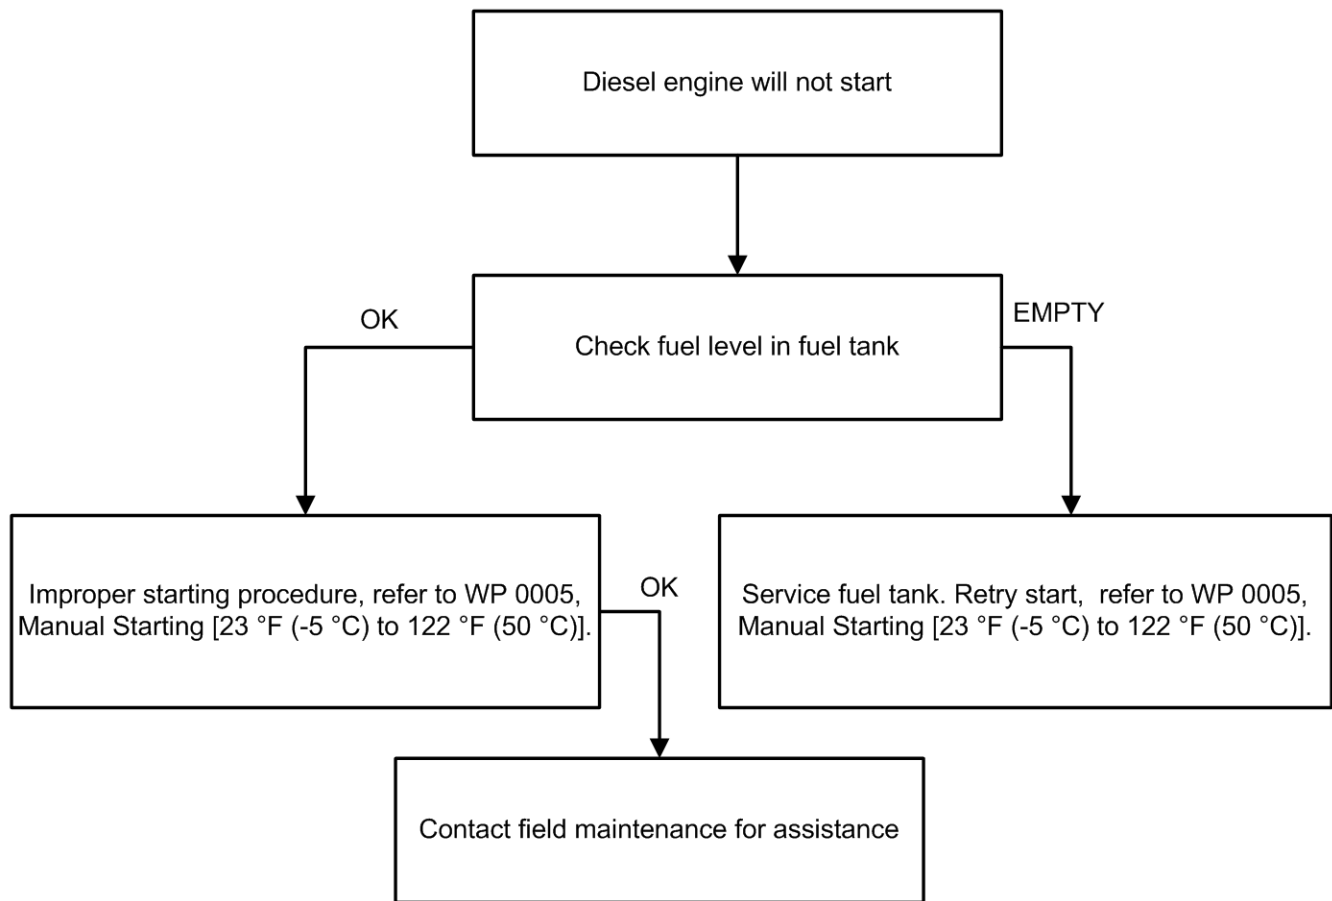 Diesel engine will not start
OK
EMPTY
Check fuel level in fuel tank
Improper starting procedure, refer to WP 0005,
Manual Starting [23 °F (-5 °C) to 122 °F (50 °C)].
OK
Service fuel tank. Retry start,  refer to WP 0005,
Manual Starting [23 °F (-5 °C) to 122 °F (50 °C)].
Contact field maintenance for assistance